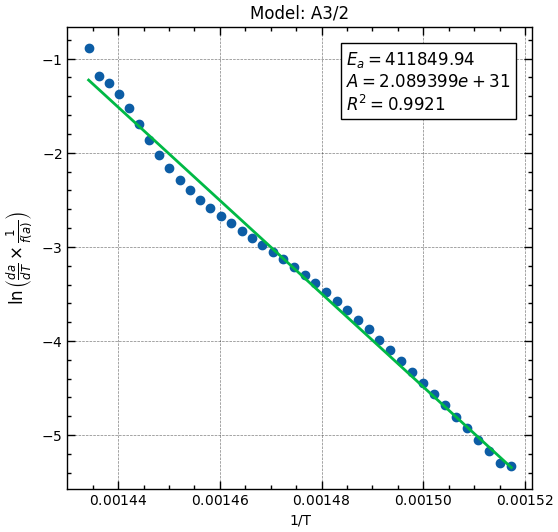 Model: A3/2
E_a = 411849.94
A = 2.089399e + 31
R^2 = 0.9921
ln(da/dT × 1/f(a))
−1
−2
−3
−4
−5
0.00144 0.00146 0.00148 0.00150 0.00152
1/T